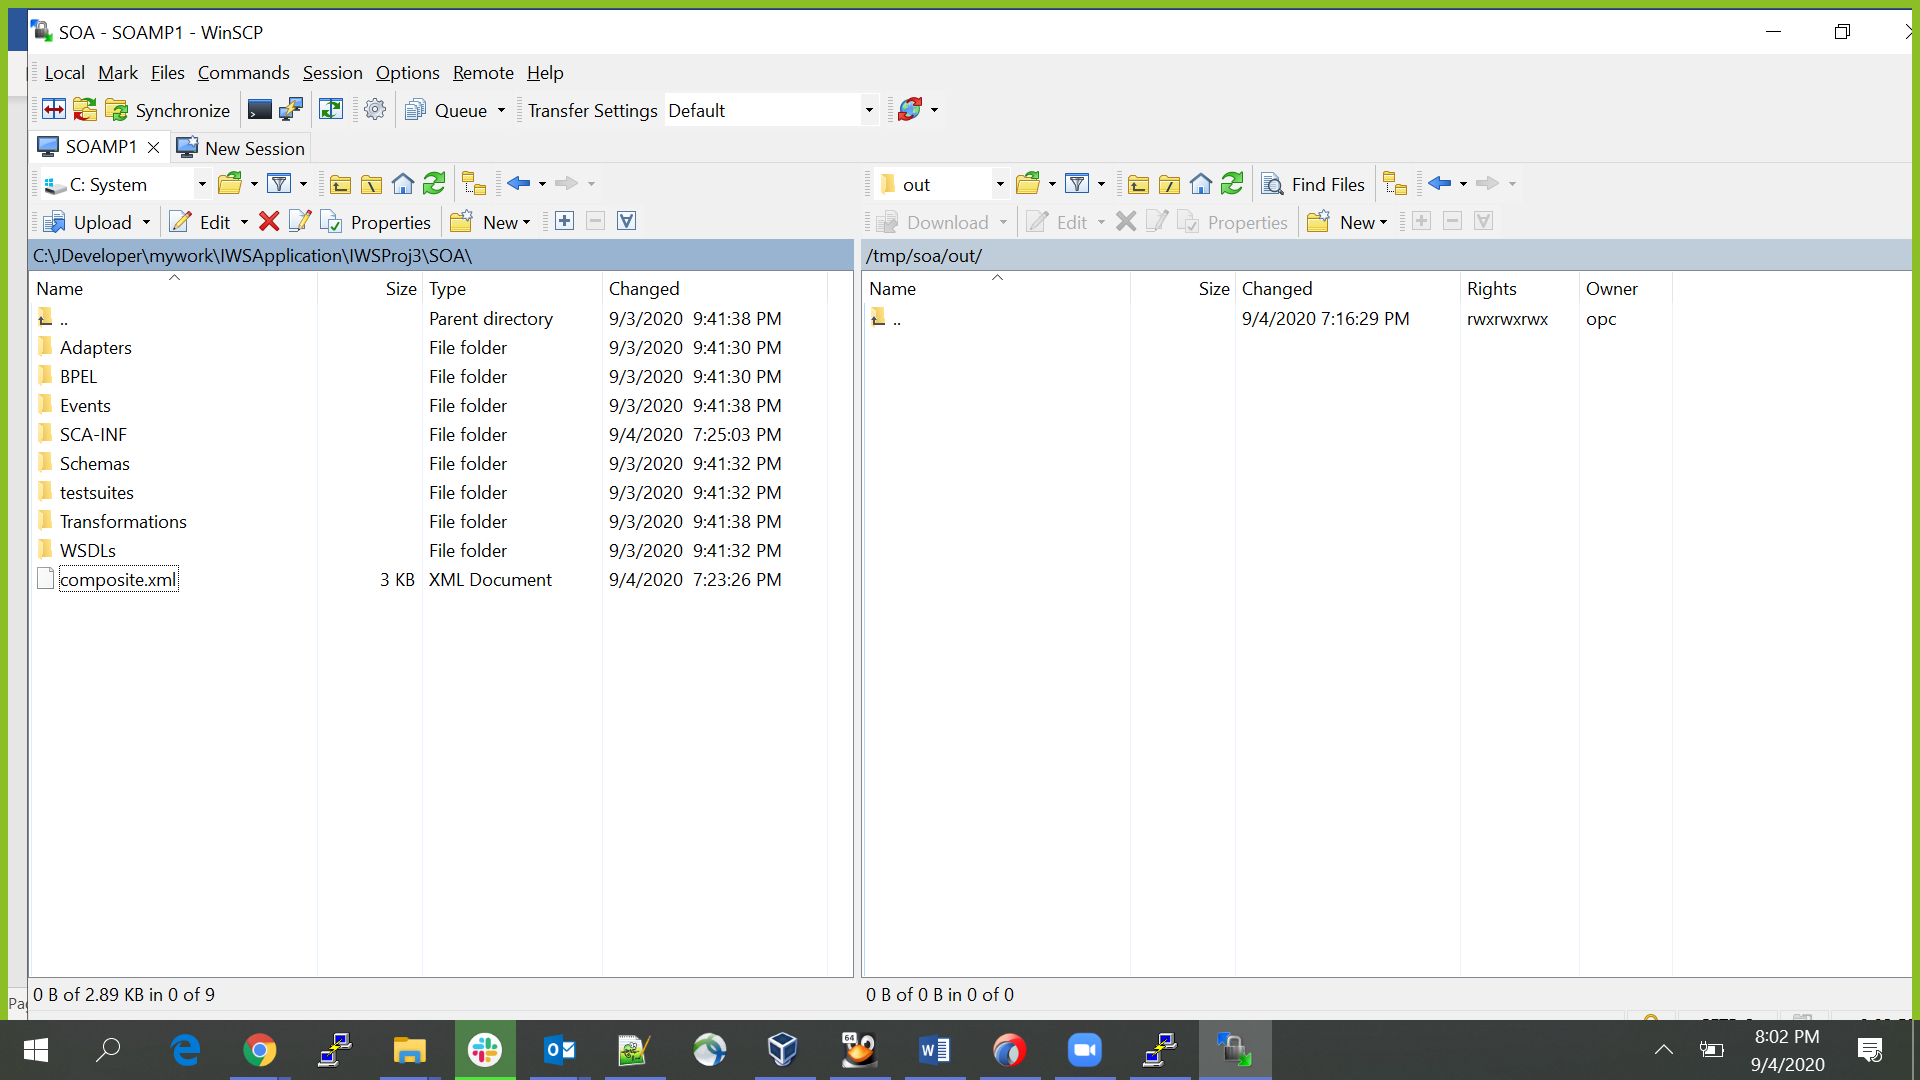 SOA - SOAMP1 - WinSCP
Local Mark Files Commands Session Options Remote Help
Synchronize Queue Transfer Settings Default
SOAMP1 New Session
C: System
Upload Edit Properties New
C:\JDeveloper\mywork\IWSApplication\IWSProj3\SOA\
Name Size Type Changed
.. Parent directory 9/3/2020 9:41:38 PM
Adapters File folder 9/3/2020 9:41:30 PM
BPEL File folder 9/3/2020 9:41:30 PM
Events File folder 9/3/2020 9:41:38 PM
SCA-INF File folder 9/4/2020 7:25:03 PM
Schemas File folder 9/3/2020 9:41:32 PM
testsuites File folder 9/3/2020 9:41:32 PM
Transformations File folder 9/3/2020 9:41:38 PM
WSDLs File folder 9/3/2020 9:41:32 PM
composite.xml 3 KB XML Document 9/4/2020 7:23:26 PM
0 B of 2.89 KB in 0 of 9
out Find Files
Download Edit Properties New
/tmp/soa/out/
Name Size Changed Rights Owner
.. 9/4/2020 7:16:29 PM rwxrwxrwx opc
0 B of 0 B in 0 of 0
8:02 PM
9/4/2020